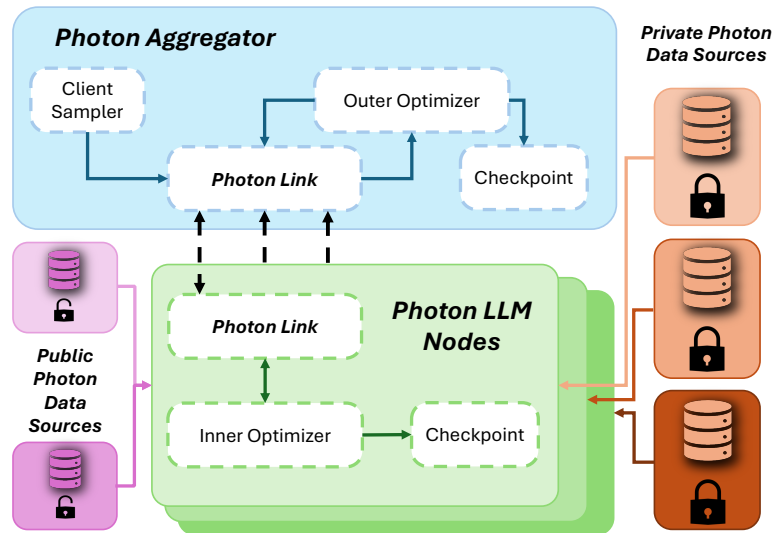 Photon Aggregator
Client
Sampler
Outer Optimizer
Photon Link
Checkpoint
Private Photon
Data Sources
Photon Link
Photon LLM
Nodes
Public
Photon
Data
Sources
Inner Optimizer
Checkpoint